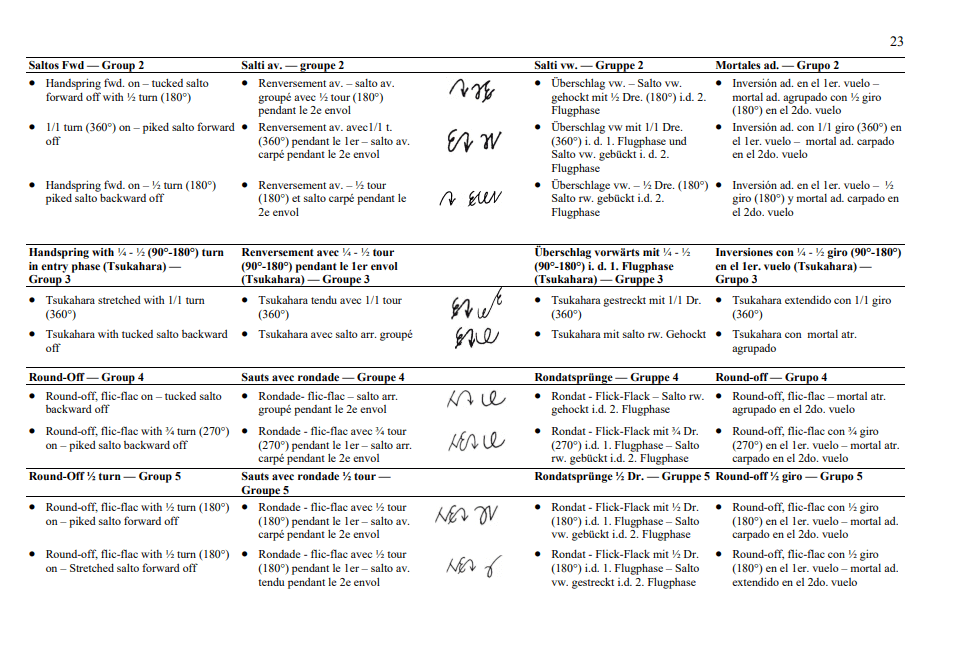 23
Saltos Fwd — Group 2
Salti av. — groupe 2
Salti vw. — Gruppe 2
Mortales ad. — Grupo 2
• Handspring fwd. on – tucked salto
forward off with ½ turn (180°)
• Renversement av. – salto av.
groupé avec ½ tour (180°)
pendant le 2e envol
• Überschlag vw. – Salto vw.
gehockt mit ½ Dre. (180°) i.d. 2.
Flugphase
• Inversión ad. en el 1er. vuelo –
mortal ad. agrupado con ½ giro
(180°) en el 2do. vuelo
• 1/1 turn (360°) on – piked salto forward
off
• Renversement av. avec1/1 t.
(360°) pendant le 1er – salto av.
carpé pendant le 2e envol
• Überschlag vw mit 1/1 Dre.
(360°) i. d. 1. Flugphase und
Salto vw. gebückt i. d. 2.
Flugphase
• Inversión ad. con 1/1 giro (360°) en
el 1er. vuelo – mortal ad. carpado
en el 2do. vuelo
• Handspring fwd. on – ½ turn (180°)
piked salto backward off
• Renversement av. – ½ tour
(180°) et salto carpé pendant le
2e envol
• Überschlage vw. – ½ Dre. (180°)
Salto rw. gebückt i.d. 2.
Flugphase
• Inversión ad. en el 1er. vuelo – ½
giro (180°) y mortal ad. carpado en
el 2do. vuelo
Handspring with ¼ - ½ (90°-180°) turn
in entry phase (Tsukahara) —
Group 3
Renversement avec ¼ - ½ tour
(90°-180°) pendant le 1er envol
(Tsukahara) — Groupe 3
Überschlag vorwärts mit ¼ - ½
(90°-180°) i. d. 1. Flugphase
(Tsukahara) — Gruppe 3
Inversiones con ¼ - ½ giro (90°-180°)
en el 1er. vuelo (Tsukahara) —
Grupo 3
• Tsukahara stretched with 1/1 turn
(360°)
• Tsukahara tendu avec 1/1 tour
(360°)
• Tsukahara gestreckt mit 1/1 Dr.
(360°)
• Tsukahara extendido con 1/1 giro
(360°)
• Tsukahara with tucked salto backward
off
• Tsukahara avec salto arr. groupé
• Tsukahara mit salto rw. Gehockt
• Tsukahara con mortal atr.
agrupado
Round-Off — Group 4
Sauts avec rondade — Groupe 4
Rondatsprünge — Gruppe 4
Round-off — Grupo 4
• Round-off, flic-flac on – tucked salto
backward off
• Rondade- flic-flac – salto arr.
groupé pendant le 2e envol
• Rondat - Flick-Flack – Salto rw.
gehockt i.d. 2. Flugphase
• Round-off, flic-flac – mortal atr.
agrupado en el 2do. vuelo
• Round-off, flic-flac with ¾ turn (270°)
on – piked salto backward off
• Rondade - flic-flac avec ¾ tour
(270°) pendant le 1er – salto arr.
carpé pendant le 2e envol
• Rondat - Flick-Flack mit ¾ Dr.
(270°) i.d. 1. Flugphase – Salto
rw. gebückt i.d. 2. Flugphase
• Round-off, flic-flac con ¾ giro
(270°) en el 1er. vuelo – mortal atr.
carpado en el 2do. vuelo
Round-Off ½ turn — Group 5
Sauts avec rondade ½ tour —
Groupe 5
Rondatsprünge ½ Dr. — Gruppe 5
Round-off ½ giro — Grupo 5
• Round-off, flic-flac with ½ turn (180°)
on – piked salto forward off
• Rondade - flic-flac avec ½ tour
(180°) pendant le 1er – salto av.
carpé pendant le 2e envol
• Rondat - Flick-Flack mit ½ Dr.
(180°) i.d. 1. Flugphase – Salto
vw. gebückt i.d. 2. Flugphase
• Round-off, flic-flac con ½ giro
(180°) en el 1er. vuelo – mortal ad.
carpado en el 2do. vuelo
• Round-off, flic-flac with ½ turn (180°)
on – Stretched salto forward off
• Rondade - flic-flac avec ½ tour
(180°) pendant le 1er – salto av.
tendu pendant le 2e envol
• Rondat - Flick-Flack mit ½ Dr.
(180°) i.d. 1. Flugphase – Salto
vw. gestreckt i.d. 2. Flugphase
• Round-off, flic-flac con ½ giro
(180°) en el 1er. vuelo – mortal ad.
extendido en el 2do. vuelo